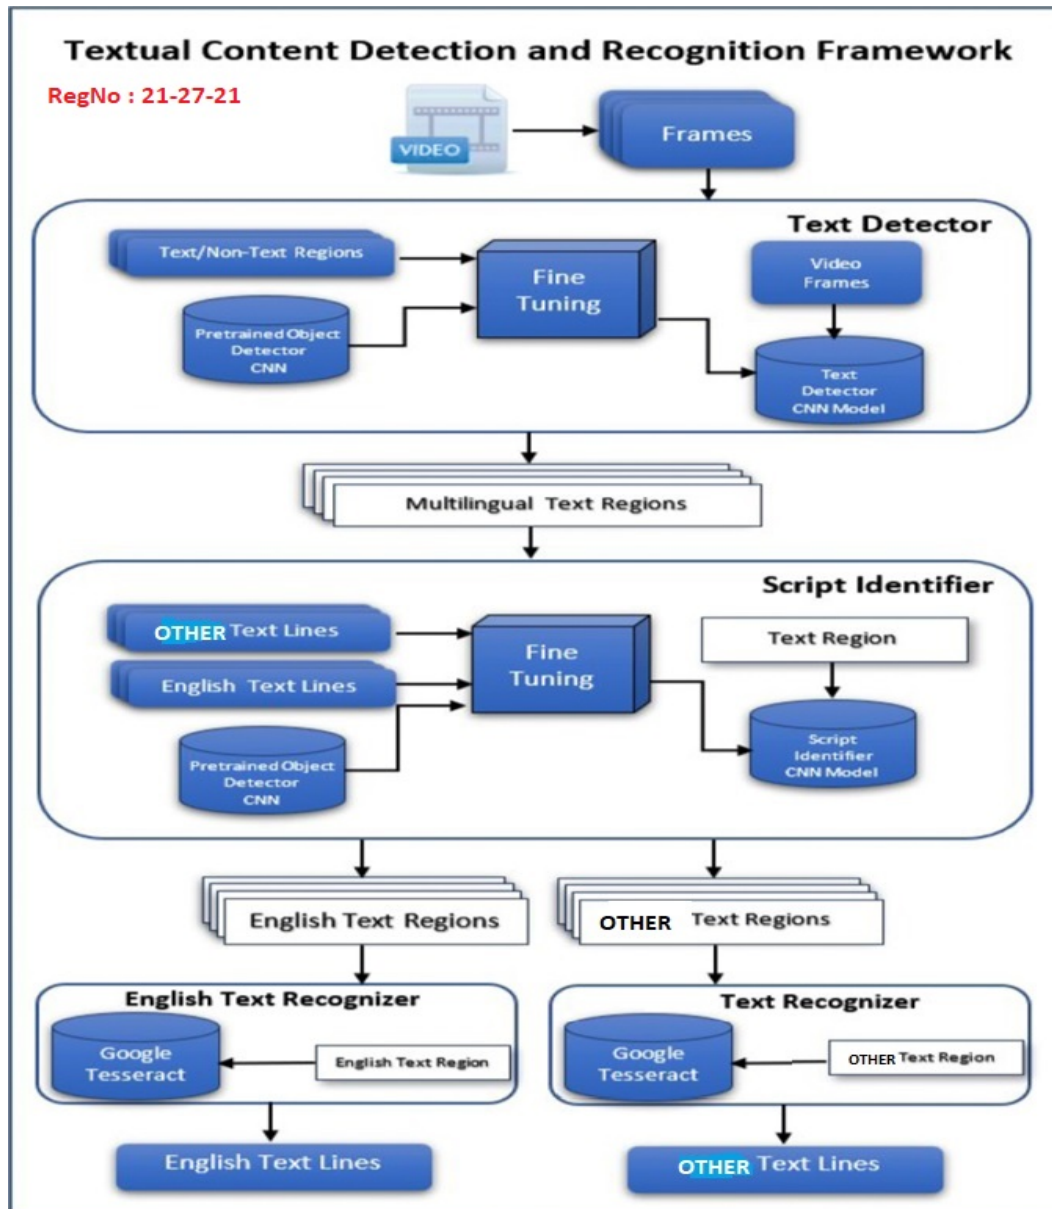 Textual Content Detection and Recognition Framework
RegNo : 21-27-21
VIDEO
Frames
Text Detector
Text/Non-Text Regions
Fine
Tuning
Video
Frames
Pretrained Object
Detector
CNN
Text
Detector
CNN Model
Multilingual Text Regions
Script Identifier
OTHER Text Lines
English Text Lines
Fine
Tuning
Text Region
Pretrained Object
Detector
CNN
Script
Identifier
CNN Model
English Text Regions
OTHER Text Regions
English Text Recognizer
Google
Tesseract
English Text Region
Text Recognizer
Google
Tesseract
OTHER Text Region
English Text Lines
OTHER Text Lines